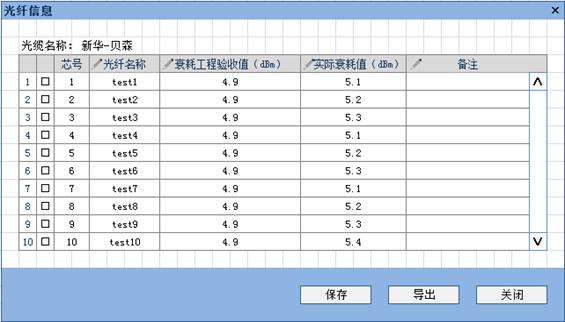 光纤信息
光缆名称：新华-贝森
芯号 光纤名称 衰耗工程验收值（dBm） 实际衰耗值（dBm） 备注
1 1 test1 4.9 5.1
2 2 test2 4.9 5.2
3 3 test3 4.9 5.3
4 4 test4 4.9 5.1
5 5 test5 4.9 5.2
6 6 test6 4.9 5.3
7 7 test7 4.9 5.1
8 8 test8 4.9 5.2
9 9 test9 4.9 5.3
10 10 test10 4.9 5.4
保存 导出 关闭